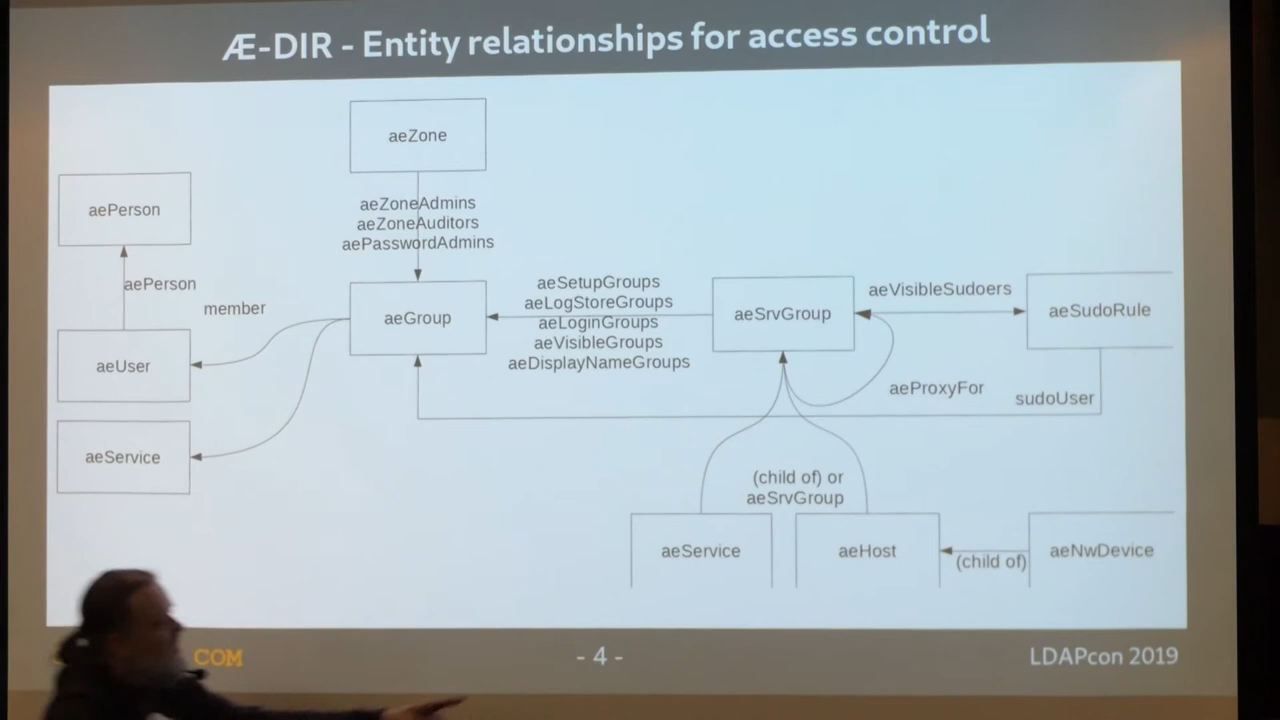 Æ-DIR - Entity relationships for access control
aeZone
aePerson
aeZoneAdmins
aeZoneAuditors
aePasswordAdmins
aePerson
member
aeGroup
aeSetupGroups
aeLogStoreGroups
aeLoginGroups
aeVisibleGroups
aeDisplayNameGroups
aeSrvGroup
aeVisibleSudoers
aeSudoRule
aeUser
aeProxyFor
sudoUser
aeService
(child of) or
aeSrvGroup
aeService
aeHost
(child of)
aeNwDevice
COM
- 4 -
LDAPcon 2019